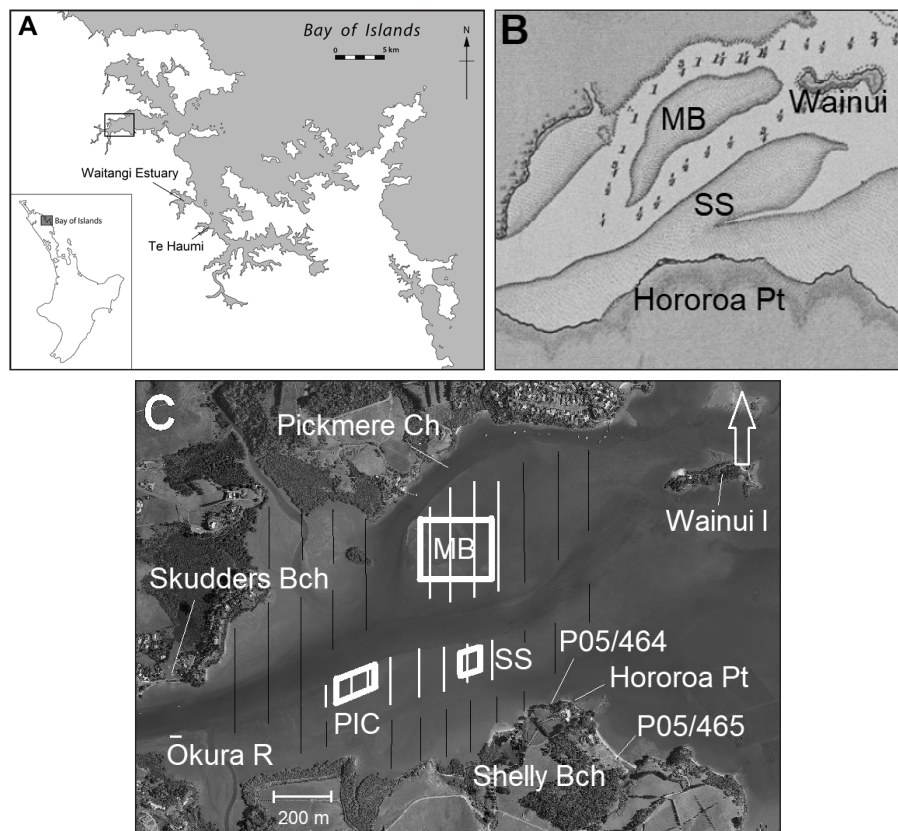 A
Bay of Islands
0 5 km
N
Waitangi Estuary
Te Haumi
Bay of Islands
B
Wainui
MB
SS
Hororoa Pt
C
Pickmere Ch
Wainui I
MB
Skudders Bch
P05/464
SS
Hororoa Pt
PIC
P05/465
Ōkura R
Shelly Bch
200 m